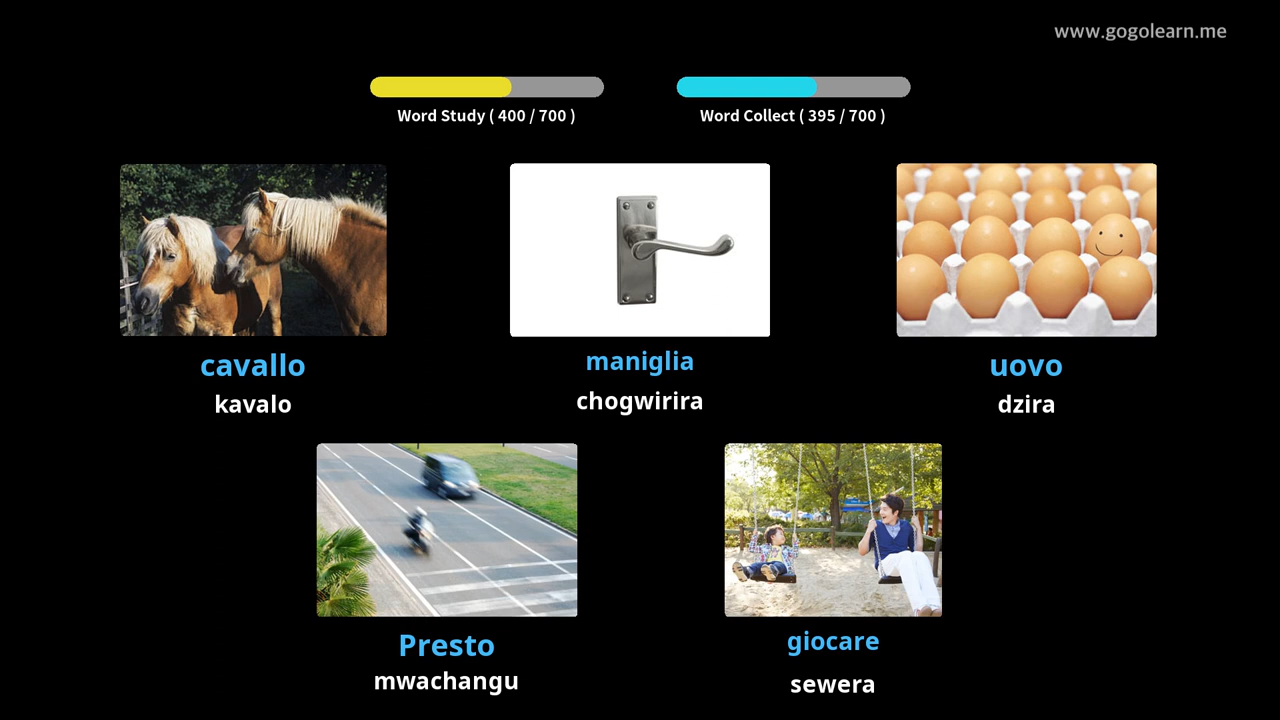 www.gogolearn.me
Word Study ( 400 / 700 )
Word Collect ( 395 / 700 )
cavallo
kavalo
maniglia
chogwirira
uovo
dzira
Presto
mwachangu
giocare
sewera